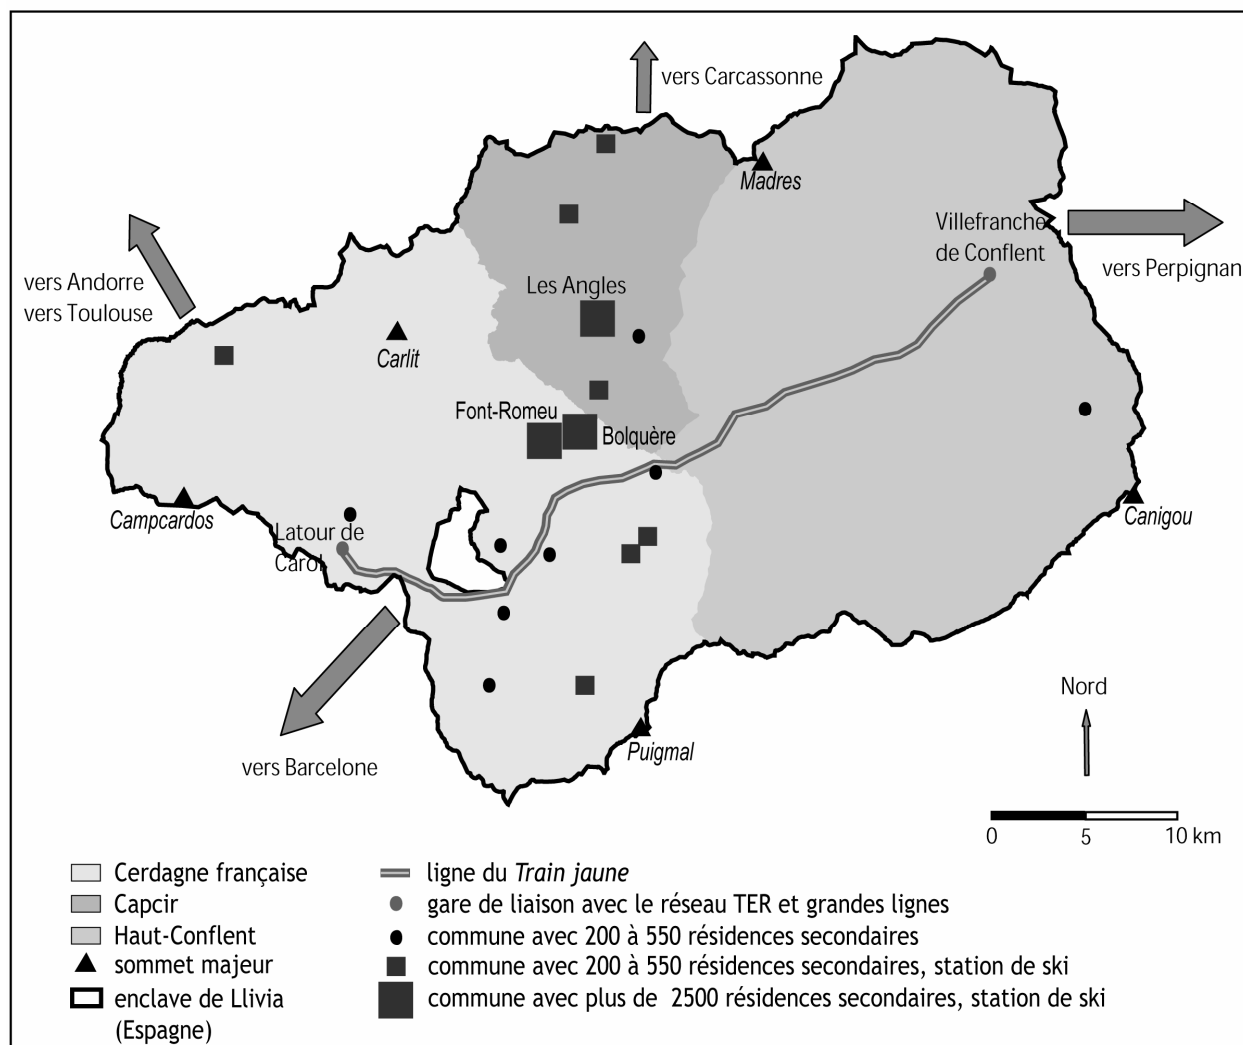 vers Carcassonne
Madres
Villefranche
de Conflent
vers Perpignan
vers Andorre
vers Toulouse
Les Angles
Carlit
Font-Romeu
Bolquère
Campcardos
Canigou
Latour de
Carol
Nord
vers Barcelone
Puigmal
0 5 10 km
Cerdagne française
Capcir
Haut-Conflent
sommet majeur
enclave de Llivia
(Espagne)
ligne du Train jaune
gare de liaison avec le réseau TER et grandes lignes
commune avec 200 à 550 résidences secondaires
commune avec 200 à 550 résidences secondaires, station de ski
commune avec plus de 2500 résidences secondaires, station de ski